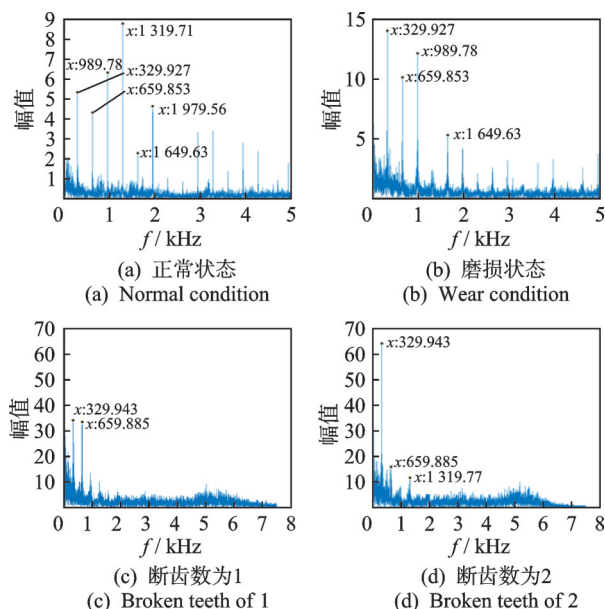 9
8
7
6
5
4
3
2
1
0
x:1 319.71
x:989.78
x:329.927
x:659.853
x:1 979.56
x:1 649.63
幅值
1 2 3 4 5
f / kHz
(a) 正常状态
(a) Normal condition
15
10
5
0
x:329.927
x:989.78
x:659.853
x:1 649.63
幅值
1 2 3 4 5
f / kHz
(b) 磨损状态
(b) Wear condition
70
60
50
40
30
20
10
0
x:329.943
x:659.885
幅值
1 2 3 4 5 6 7 8
f / kHz
(c) 断齿数为1
(c) Broken teeth of 1
70
60
50
40
30
20
10
0
x:329.943
x:659.885
x:1 319.77
幅值
1 2 3 4 5 6 7 8
f / kHz
(d) 断齿数为2
(d) Broken teeth of 2